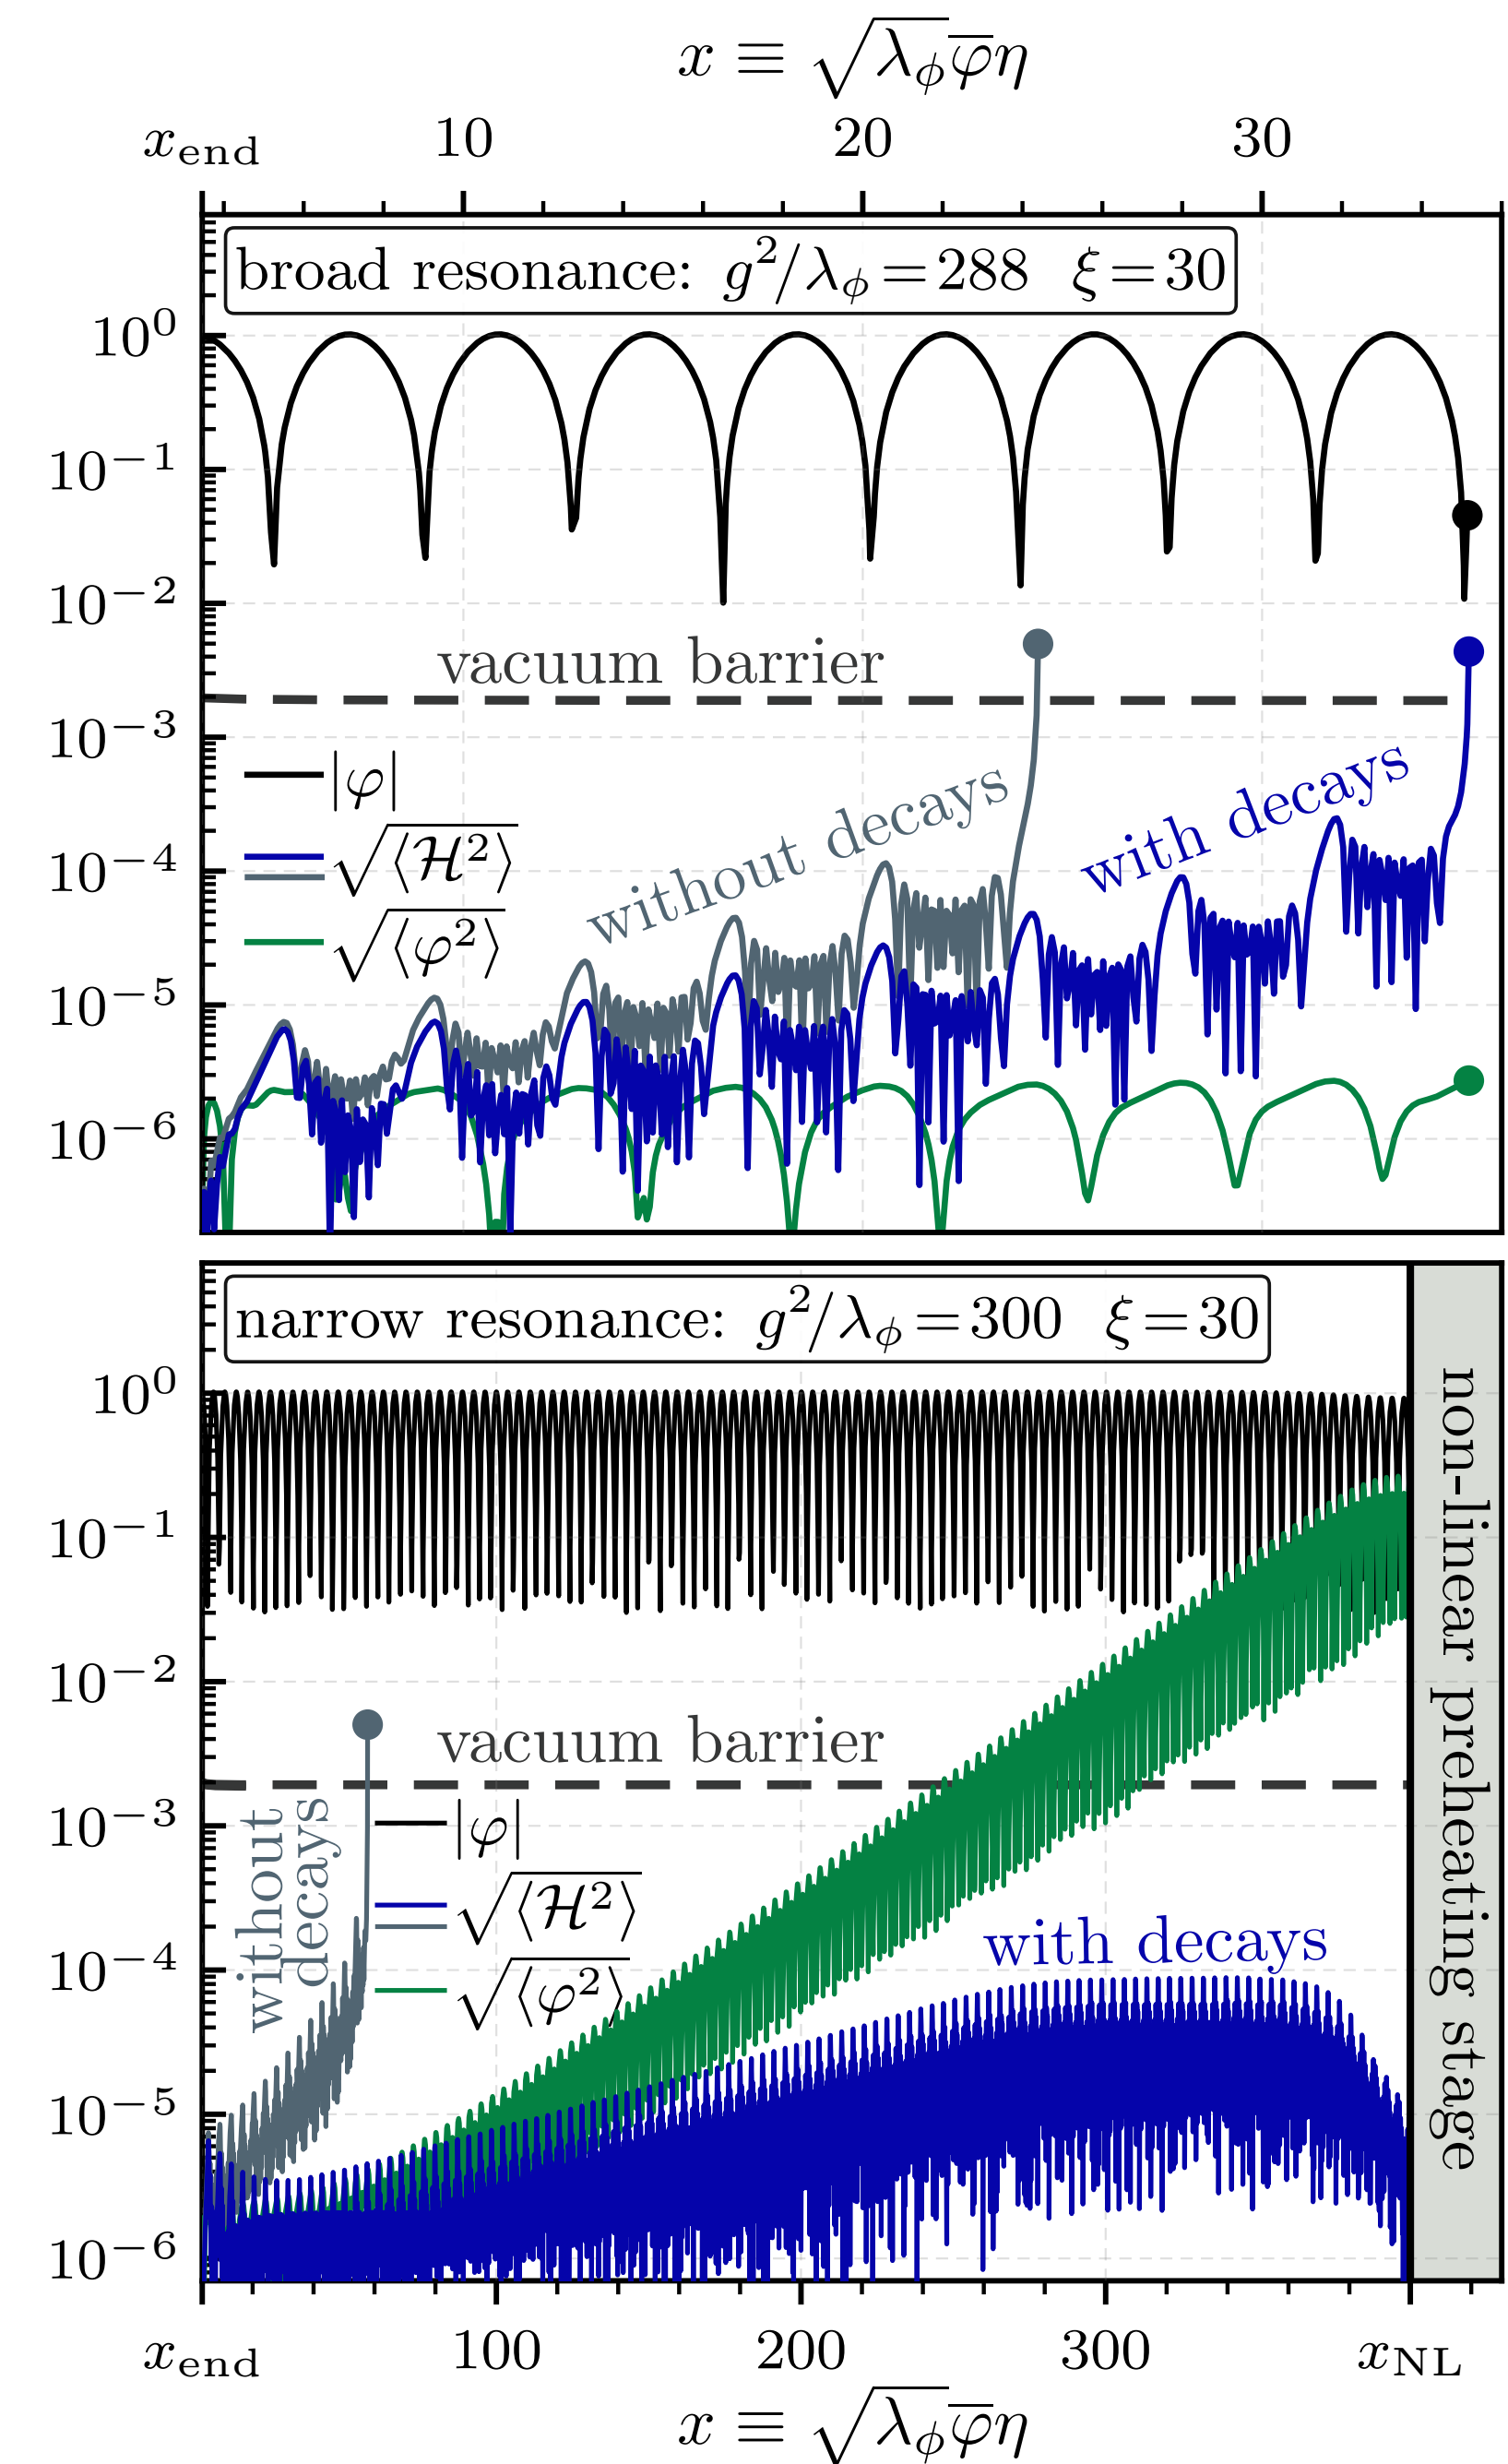 x ≡ √λ_ϕ φ̅ η
x_end 10 20 30
broad resonance: g²/λ_ϕ = 288 ξ = 30
10⁰
10⁻¹
10⁻²
vacuum barrier
10⁻³
|φ|
without decays
with decays
10⁻⁴
√⟨ℋ²⟩
√⟨φ²⟩
10⁻⁵
10⁻⁶
narrow resonance: g²/λ_ϕ = 300 ξ = 30
10⁰
non-linear preheating stage
10⁻¹
10⁻²
vacuum barrier
10⁻³
without
decays
|φ|
√⟨ℋ²⟩
10⁻⁴
with decays
√⟨φ²⟩
10⁻⁵
10⁻⁶
x_end 100 200 300 x_NL
x ≡ √λ_ϕ φ̅ η